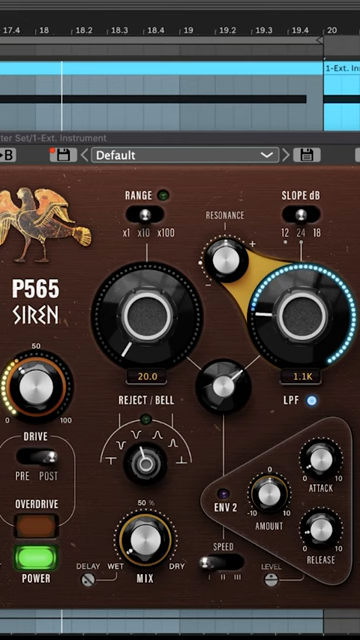 17.4 18 18.2 18.3 18.4 19 19.2 19.3 19.4 20
1-Ext. In
ter Set/1-Ext. Instrument
B Default
RANGE
x1 x10 x100
SLOPE dB
12 24 18
RESONANCE
+
−
P565
SIREN
20.0
1.1K
50
0 100
REJECT / BELL
LPF
DRIVE
PRE POST
OVERDRIVE
POWER
50 %
DELAY WET DRY
MIX
ENV 2
0
-10 10
AMOUNT
0 10
ATTACK
0 10
RELEASE
SPEED
I II III
LEVEL